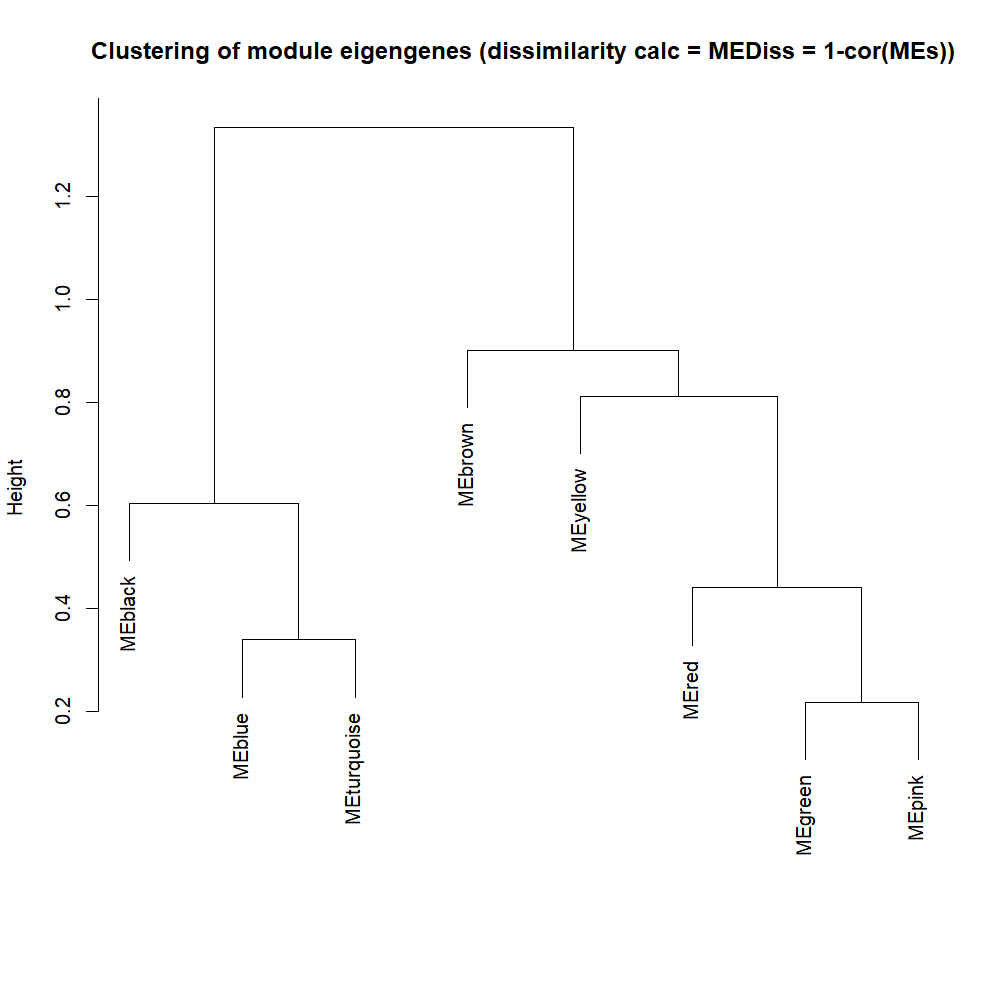 Clustering of module eigengenes (dissimilarity calc = MEDiss = 1-cor(MEs))
Height
1.2
1.0
0.8
0.6
0.4
0.2
MEblack
MEblue
MEturquoise
MEbrown
MEyellow
MEred
MEgreen
MEpink